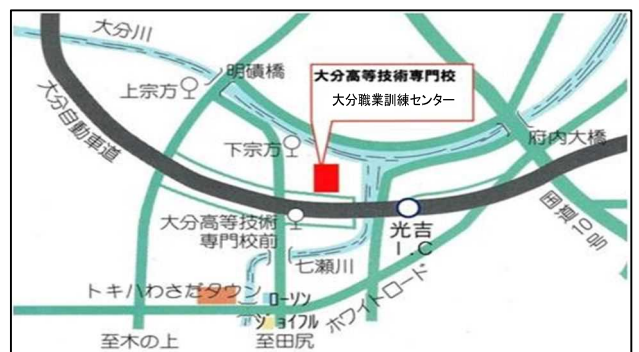 大分川
明磧橋
上宗方
大分高等技術専門校
大分職業訓練センター
大分自動車道
下宗方
府内大橋
大分高等技術
専門校前
光吉
I.C
国道10号
七瀬川
トキハわさだタウン
ローソン
ホワイトロード
ジョイフル
至木の上
至田尻